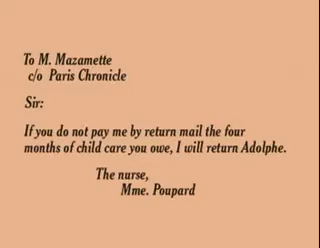 To M. Mazamette
c/o Paris Chronicle
Sir:
If you do not pay me by return mail the four
months of child care you owe, I will return Adolphe.
The nurse,
Mme. Poupard